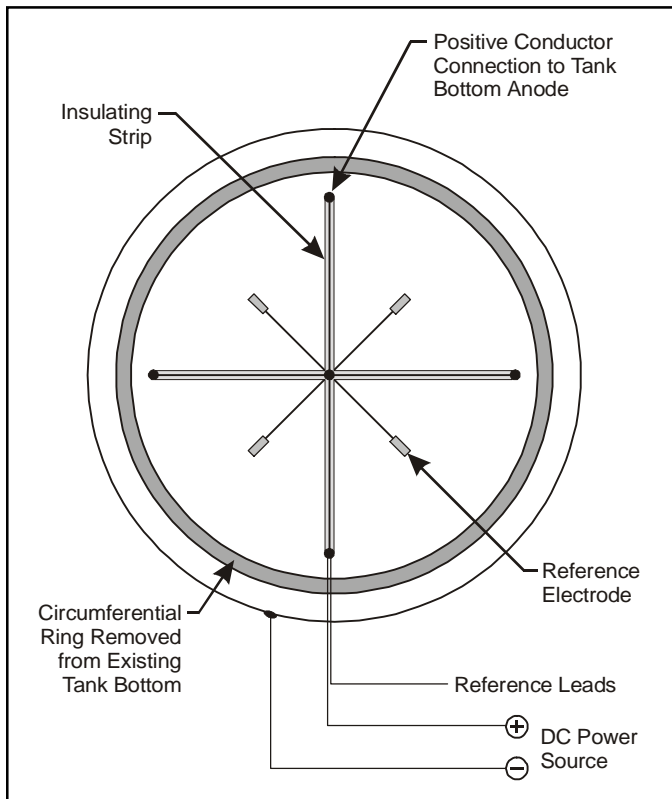 Positive Conductor
Connection to Tank
Bottom Anode
Insulating
Strip
Reference
Electrode
Circumferential
Ring Removed
from Existing
Tank Bottom
Reference Leads
+
DC Power
Source
−